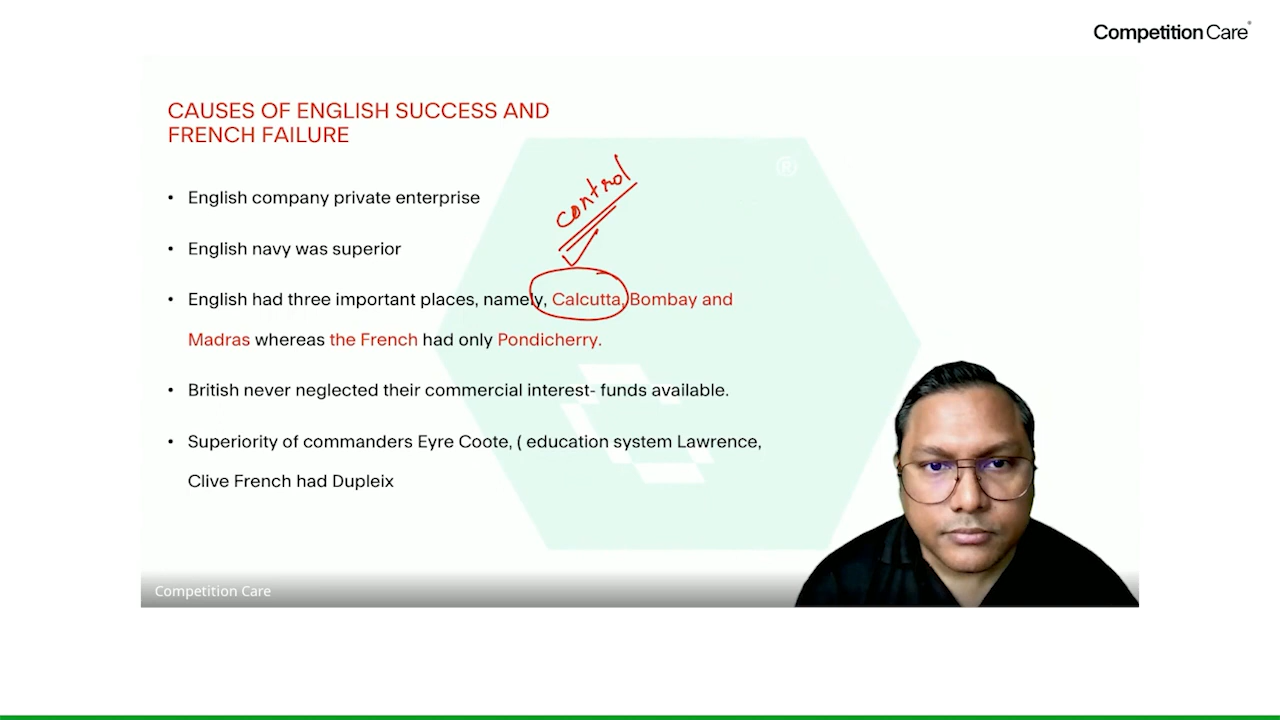 Competition Care®
CAUSES OF ENGLISH SUCCESS AND
FRENCH FAILURE
®
control
• English company private enterprise
• English navy was superior
• English had three important places, namely, Calcutta, Bombay and
Madras whereas the French had only Pondicherry.
• British never neglected their commercial interest- funds available.
• Superiority of commanders Eyre Coote, ( education system Lawrence,
Clive French had Dupleix
Competition Care